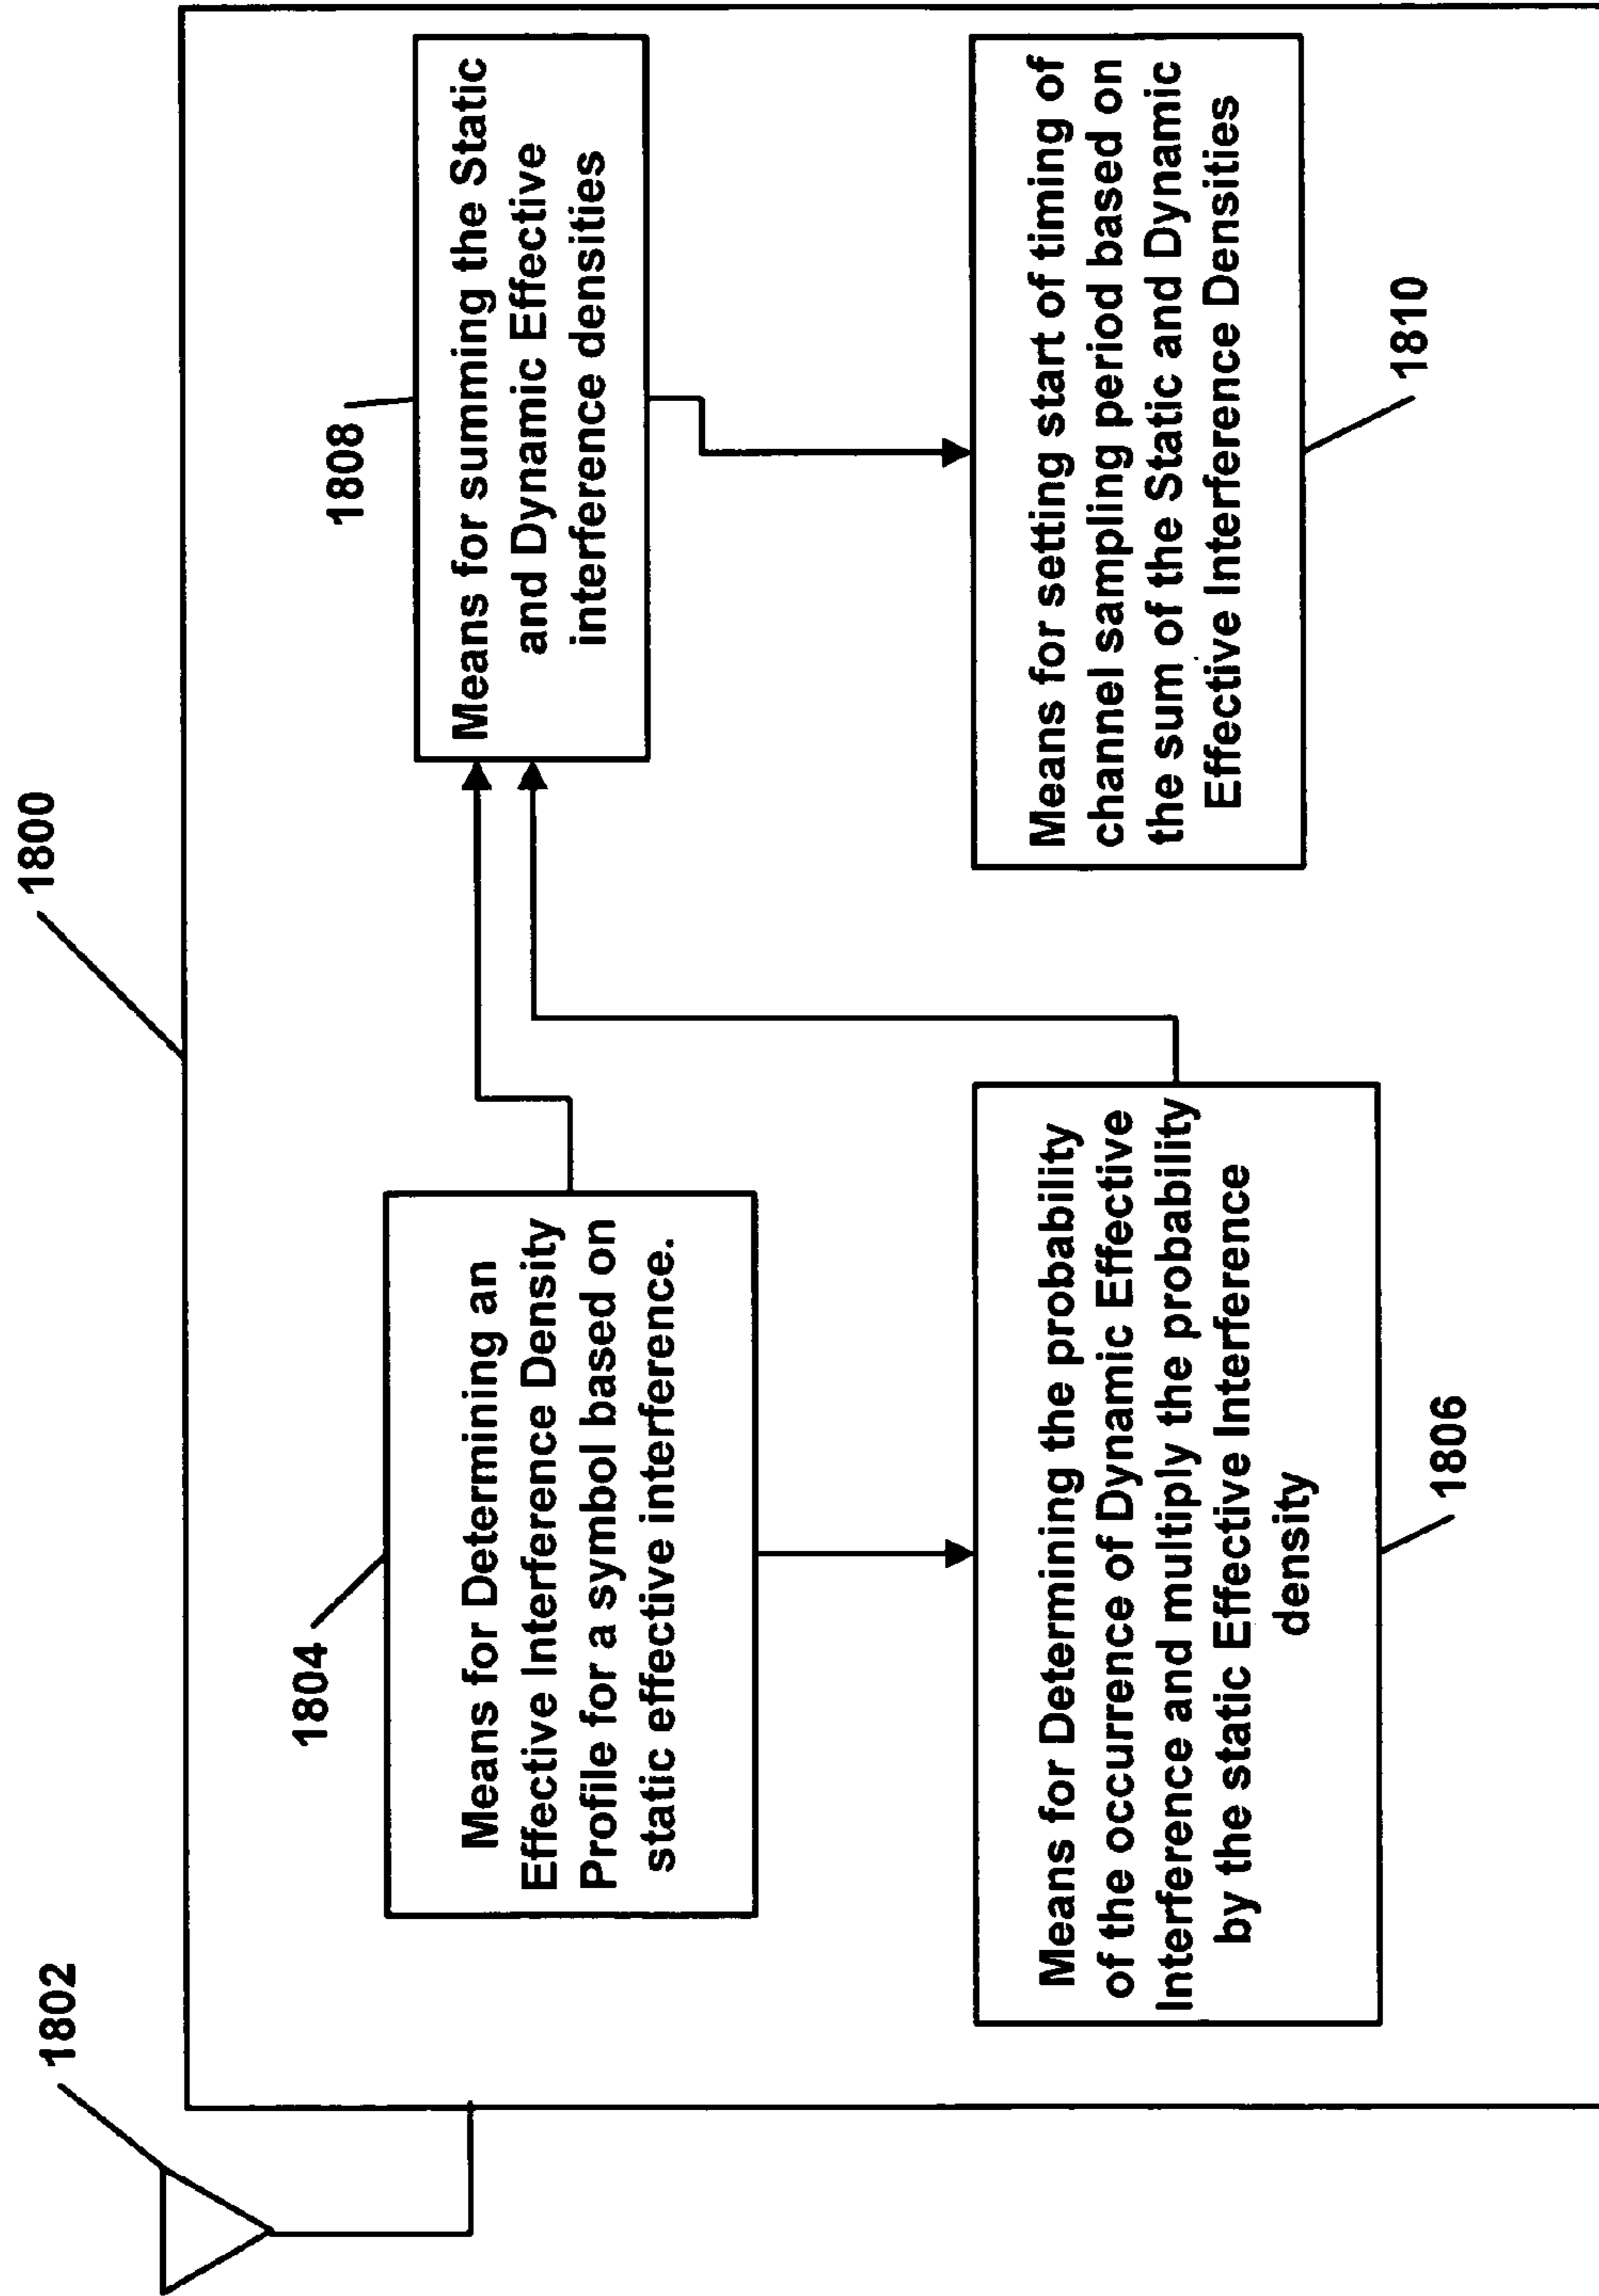 1800
1802
1804
Means for Determining an
Effective Interference Density
Profile for a symbol based on
static effective interference.
1808
Means for summing the Static
and Dynamic Effective
interference densities
Means for Determining the probability
of the occurrence of Dynamic Effective
Interference and multiply the probability
by the static Effective Interference
density
1806
Means for setting start of timing of
channel sampling period based on
the sum of the Static and Dynamic
Effective Interference Densities
1810